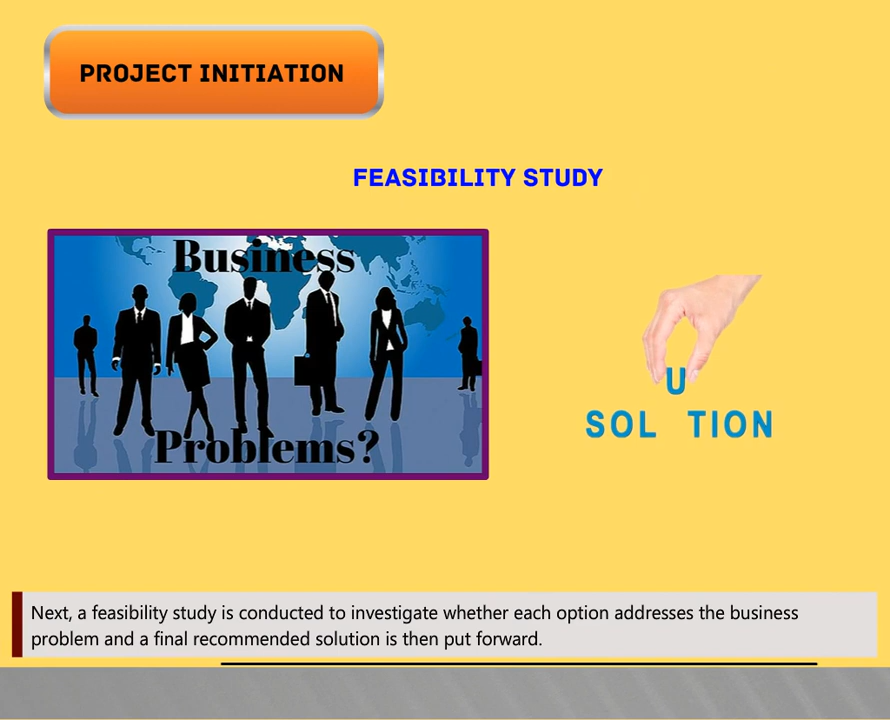 PROJECT INITIATION
FEASIBILITY STUDY
Business
Problems?
U
SOL TION
Next, a feasibility study is conducted to investigate whether each option addresses the business
problem and a final recommended solution is then put forward.